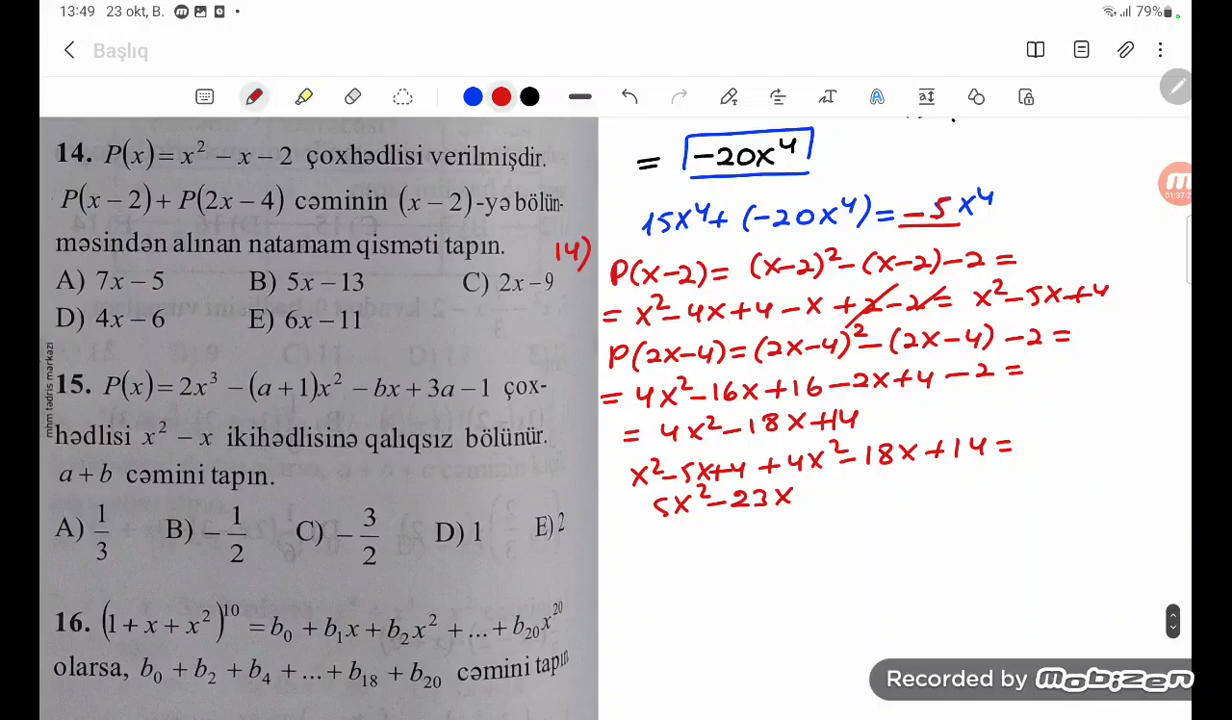 13:49 23 okt, B.
79%
Başlıq
14. P(x) = x² − x − 2 çoxhədlisi verilmişdir.
P(x − 2) + P(2x − 4) cəminin (x − 2)-yə bölün-
məsindən alınan natamam qisməti tapın.
A) 7x − 5 B) 5x − 13 C) 2x − 9
D) 4x − 6 E) 6x − 11
mhm tədris mərkəzi
15. P(x) = 2x³ − (a + 1)x² − bx + 3a − 1 çox-
hədlisi x² − x ikihədlisinə qalıqsız bölünür.
a + b cəmini tapın.
A) 1/3 B) −1/2 C) −3/2 D) 1 E) 2
16. (1 + x + x²)¹⁰ = b₀ + b₁x + b₂x² + ... + b₂₀x²⁰
olarsa, b₀ + b₂ + b₄ + ... + b₁₈ + b₂₀ cəmini tapın
= −20x⁴
15x⁴ + (−20x⁴) = −5x⁴
14) P(x−2) = (x−2)² − (x−2) − 2 =
= x² − 4x + 4 − x + 2 − 2 = x² − 5x + 4
P(2x−4) = (2x−4)² − (2x−4) − 2 =
= 4x² − 16x + 16 − 2x + 4 − 2 =
= 4x² − 18x + 14
x² − 5x + 4 + 4x² − 18x + 14 =
5x² − 23x
01:37:2
Recorded by mobizen